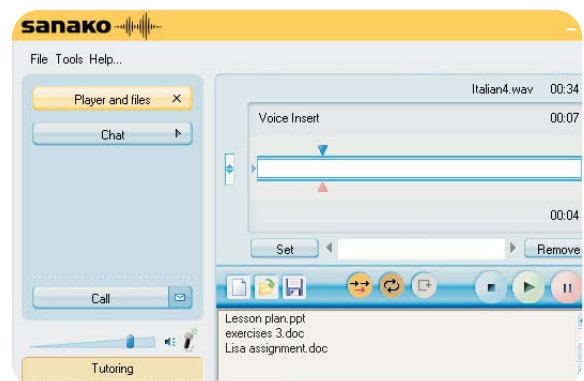 sanako
File Tools Help...
Player and files
Chat
Call
Tutoring
Italian4.wav 00:34
Voice Insert 00:07
00:04
Set Remove
Lesson plan.ppt
exercises 3.doc
Lisa assignment.doc